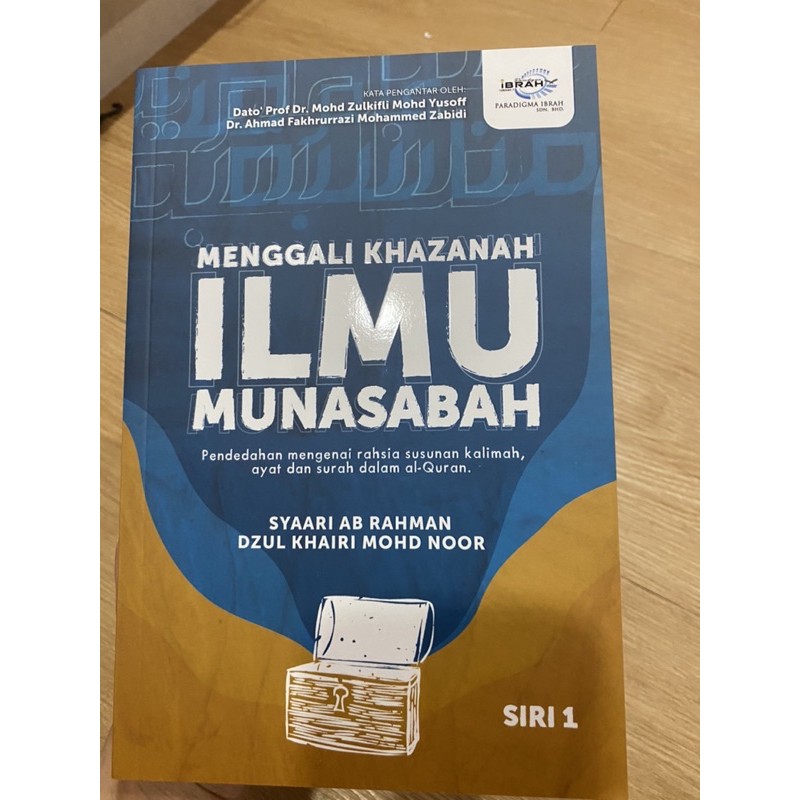 KATA PENGANTAR OLEH:
Dato' Prof Dr. Mohd Zulkifli Mohd Yusoff
Dr. Ahmad Fakhrurrazi Mohammed Zabidi
iBRAH
PARADIGMA IBRAH
SDN. BHD.
MENGGALI KHAZANAH
ILMU
MUNASABAH
Pendedahan mengenai rahsia susunan kalimah,
ayat dan surah dalam al-Quran.
SYAARI AB RAHMAN
DZUL KHAIRI MOHD NOOR
SIRI 1